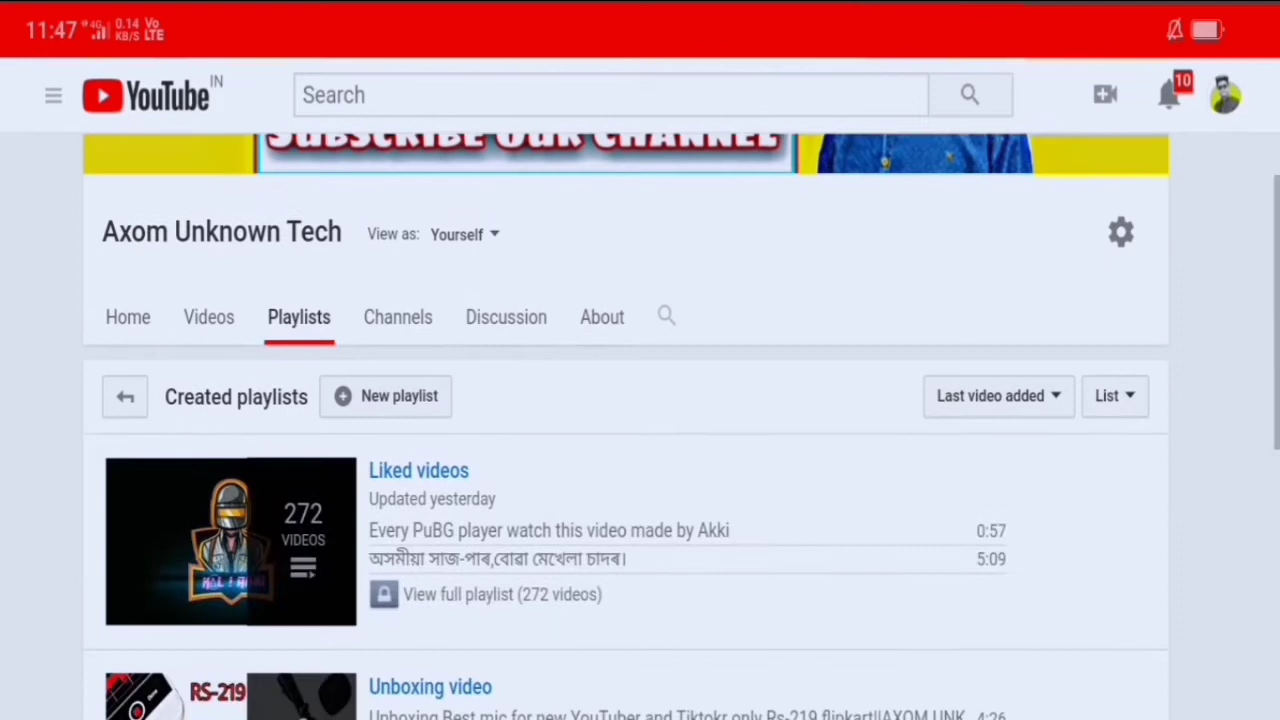 11:47 4G 0.14 KB/S Vo LTE
YouTube IN
Search
10
SUBSCRIBE OUR CHANNEL
Axom Unknown Tech View as: Yourself
Home Videos Playlists Channels Discussion About
Created playlists New playlist Last video added List
272 VIDEOS
Liked videos
Updated yesterday
Every PuBG player watch this video made by Akki 0:57
অসমীয়া সাজ-পাৰ,বোৱা মেখেলা চাদৰ। 5:09
View full playlist (272 videos)
RS-219
Unboxing video
Unboxing Best mic for new YouTuber and Tiktokr only Rs-219 flipkart||AXOM UNK 4:26